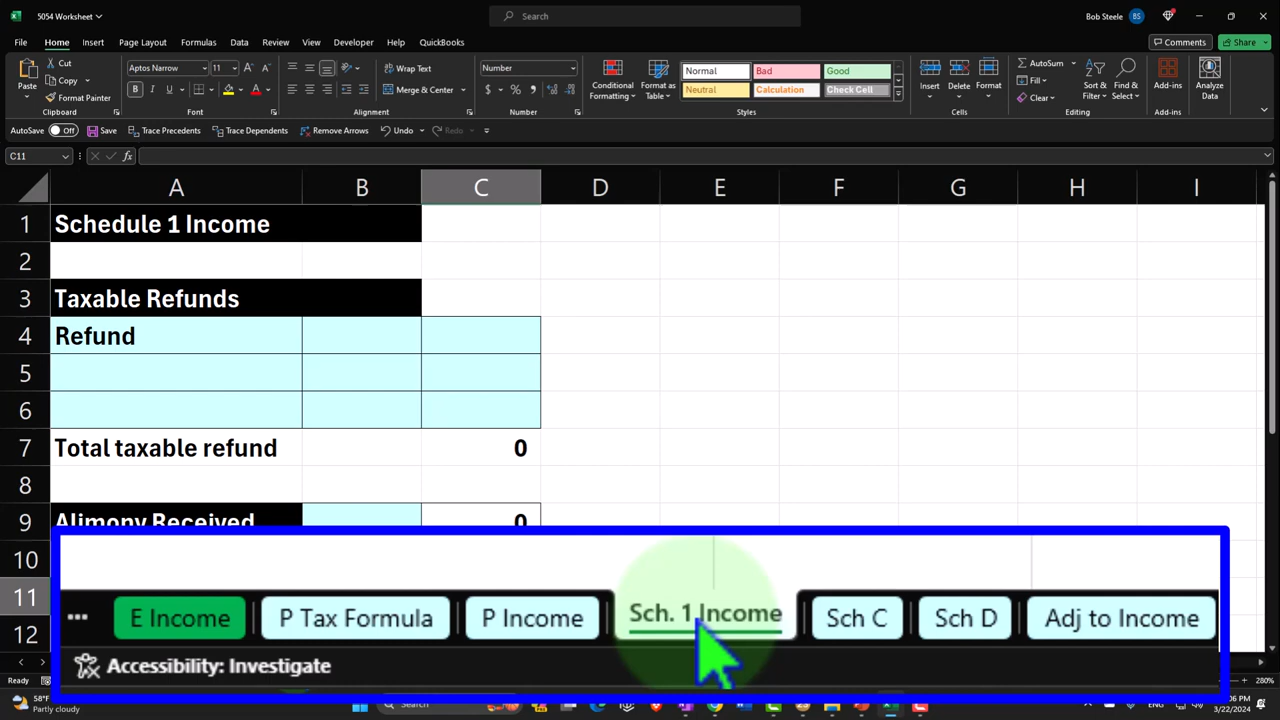 5054 Worksheet
Search
Bob Steele BS
File Home Insert Page Layout Formulas Data Review View Developer Help QuickBooks Comments Share
Paste Cut Copy Format Painter Clipboard
Aptos Narrow 11 Font
Wrap Text Merge & Center Alignment
Number Number
Conditional Formatting Format as Table Normal Bad Good Neutral Calculation Check Cell Styles
Insert Delete Format Cells
AutoSum Fill Clear Sort & Filter Find & Select Editing
Add-ins Add-ins
Analyze Data
AutoSave Off Save Trace Precedents Trace Dependents Remove Arrows Undo Redo
C11 fx
A B C D E F G H I
1 Schedule 1 Income
2
3 Taxable Refunds
4 Refund
5
6
7 Total taxable refund 0
8
9 Alimony Received 0
10
11
12
E Income P Tax Formula P Income Sch. 1 Income Sch C Sch D Adj to Income
Accessibility: Investigate
Ready 280%
58°F
Partly cloudy
Search
ENG
3/22/2024